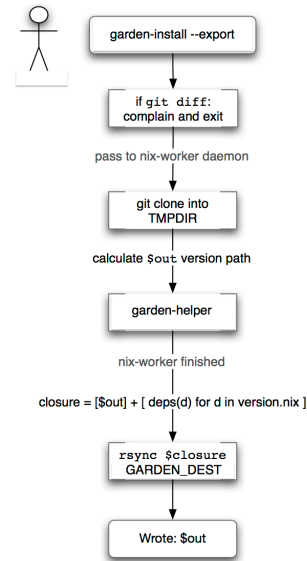 garden-install --export
if git diff:
complain and exit
pass to nix-worker daemon
git clone into
TMPDIR
calculate $out version path
garden-helper
nix-worker finished
closure = [$out] + [ deps(d) for d in version.nix ]
rsync $closure
GARDEN_DEST
Wrote: $out